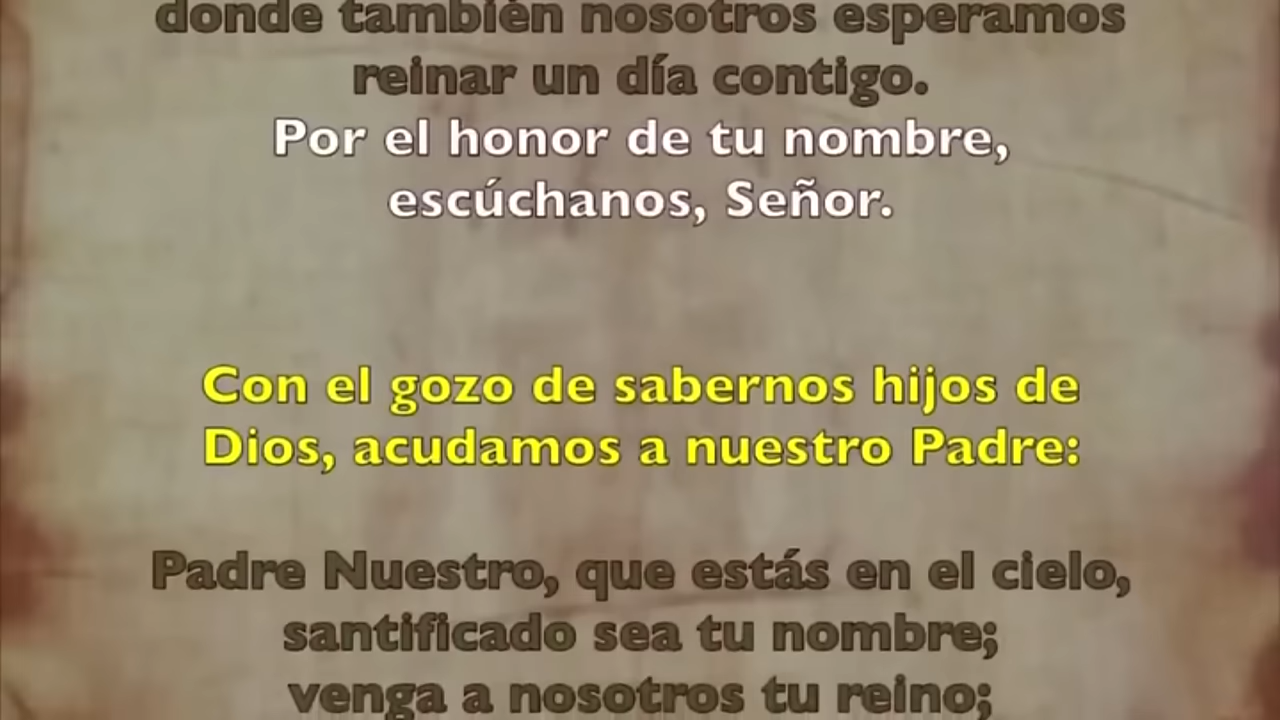 donde también nosotros esperamos
reinar un día contigo.
Por el honor de tu nombre,
escúchanos, Señor.
Con el gozo de sabernos hijos de
Dios, acudamos a nuestro Padre:
Padre Nuestro, que estás en el cielo,
santificado sea tu nombre;
venga a nosotros tu reino;